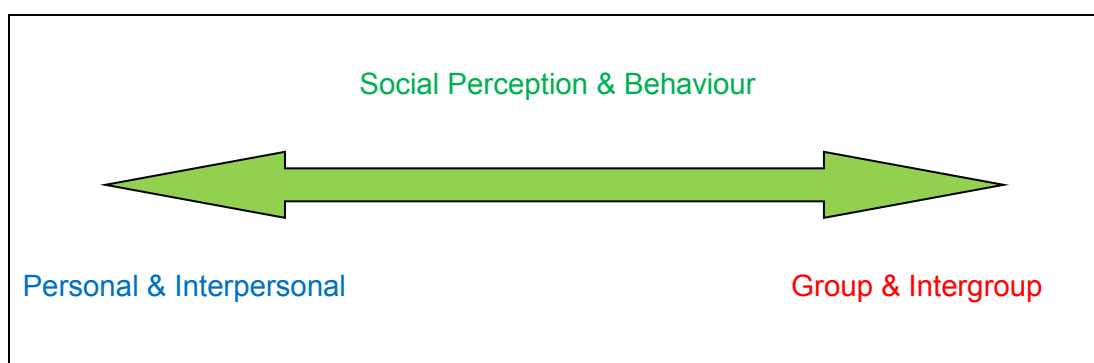 Social Perception & Behaviour
Personal & Interpersonal
Group & Intergroup